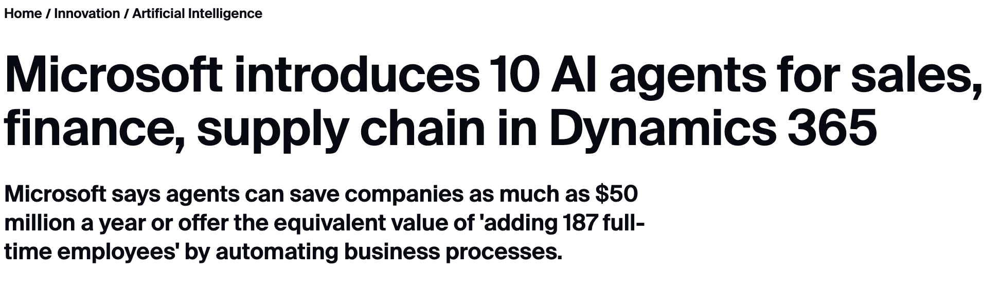 Home / Innovation / Artificial Intelligence
Microsoft introduces 10 AI agents for sales,
finance, supply chain in Dynamics 365
Microsoft says agents can save companies as much as $50
million a year or offer the equivalent value of 'adding 187 full-
time employees' by automating business processes.